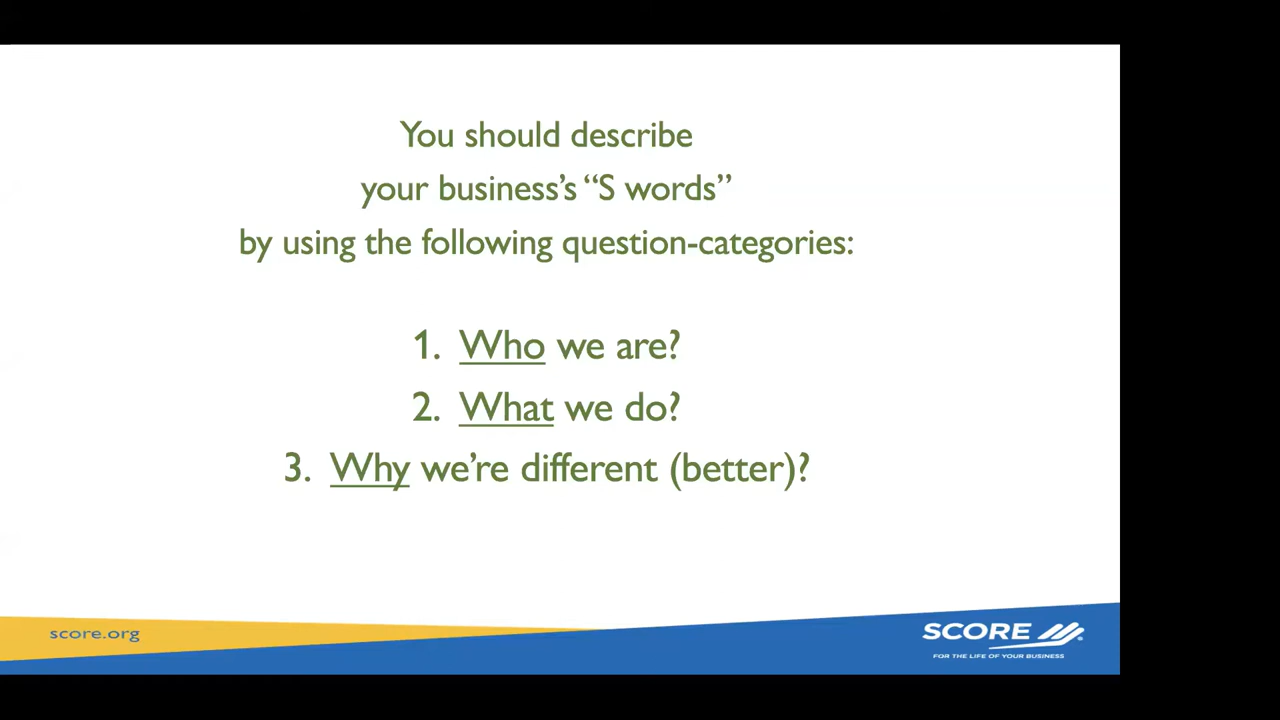 You should describe
your business's “S words”
by using the following question-categories:
1. Who we are?
2. What we do?
3. Why we're different (better)?
score.org
SCORE
FOR THE LIFE OF YOUR BUSINESS